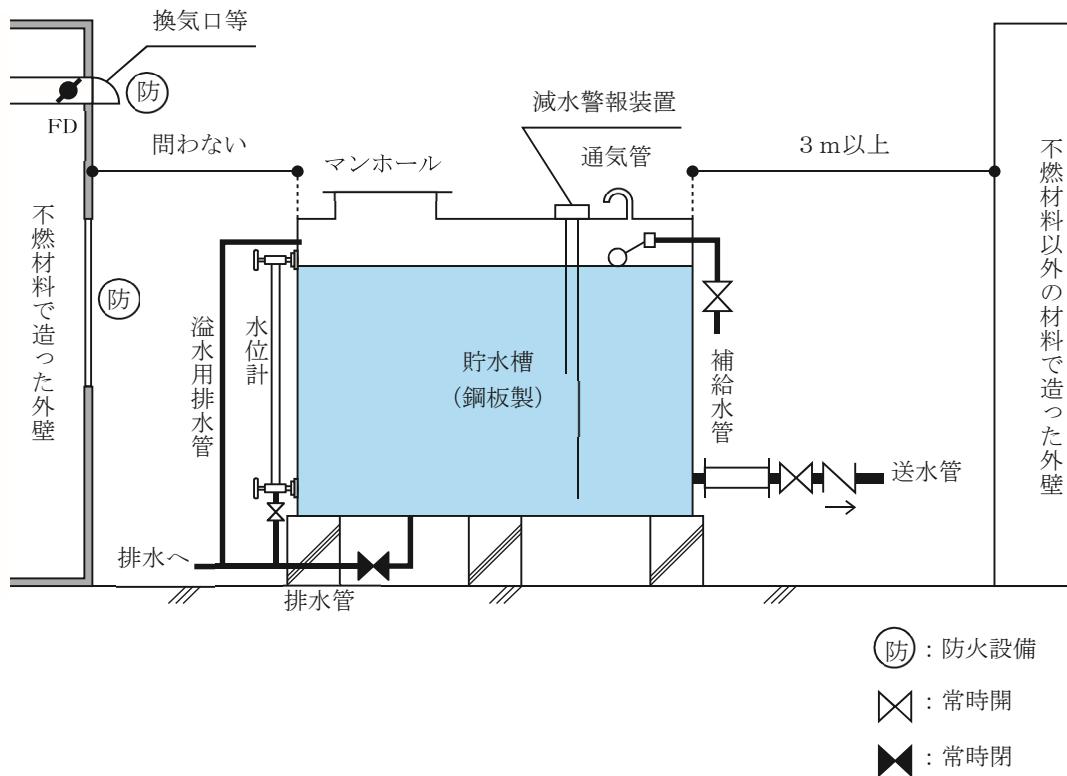 換気口等
防
FD
減水警報装置
問わない
マンホール
通気管
3m以上
不燃材料で造った外壁
不燃材料以外の材料で造った外壁
防
溢水用排水管
水位計
貯水槽
(鋼板製)
補給水管
送水管
排水へ
排水管
防：防火設備
：常時開
：常時閉